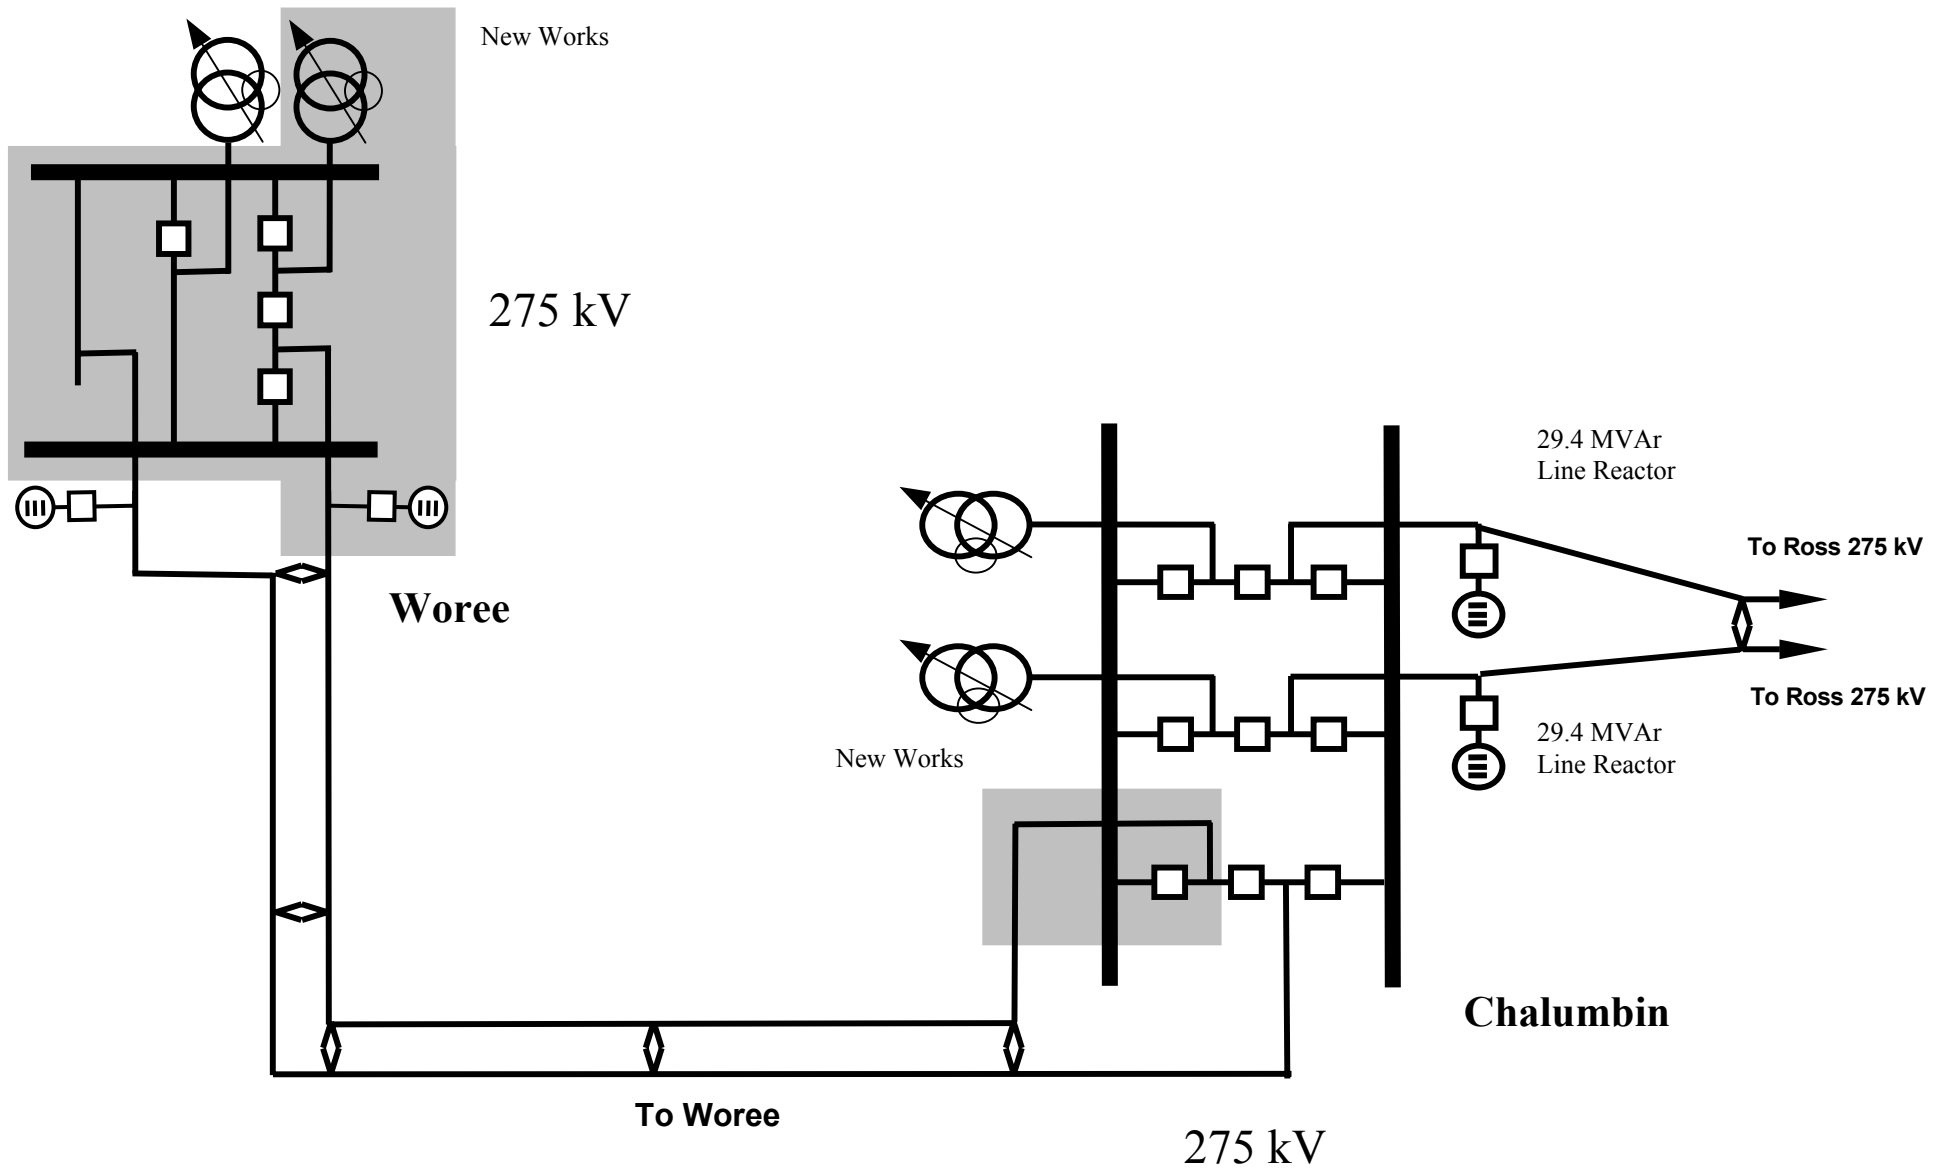 New Works
275 kV
Woree
29.4 MVAr
Line Reactor
To Ross 275 kV
To Ross 275 kV
29.4 MVAr
Line Reactor
New Works
Chalumbin
To Woree
275 kV